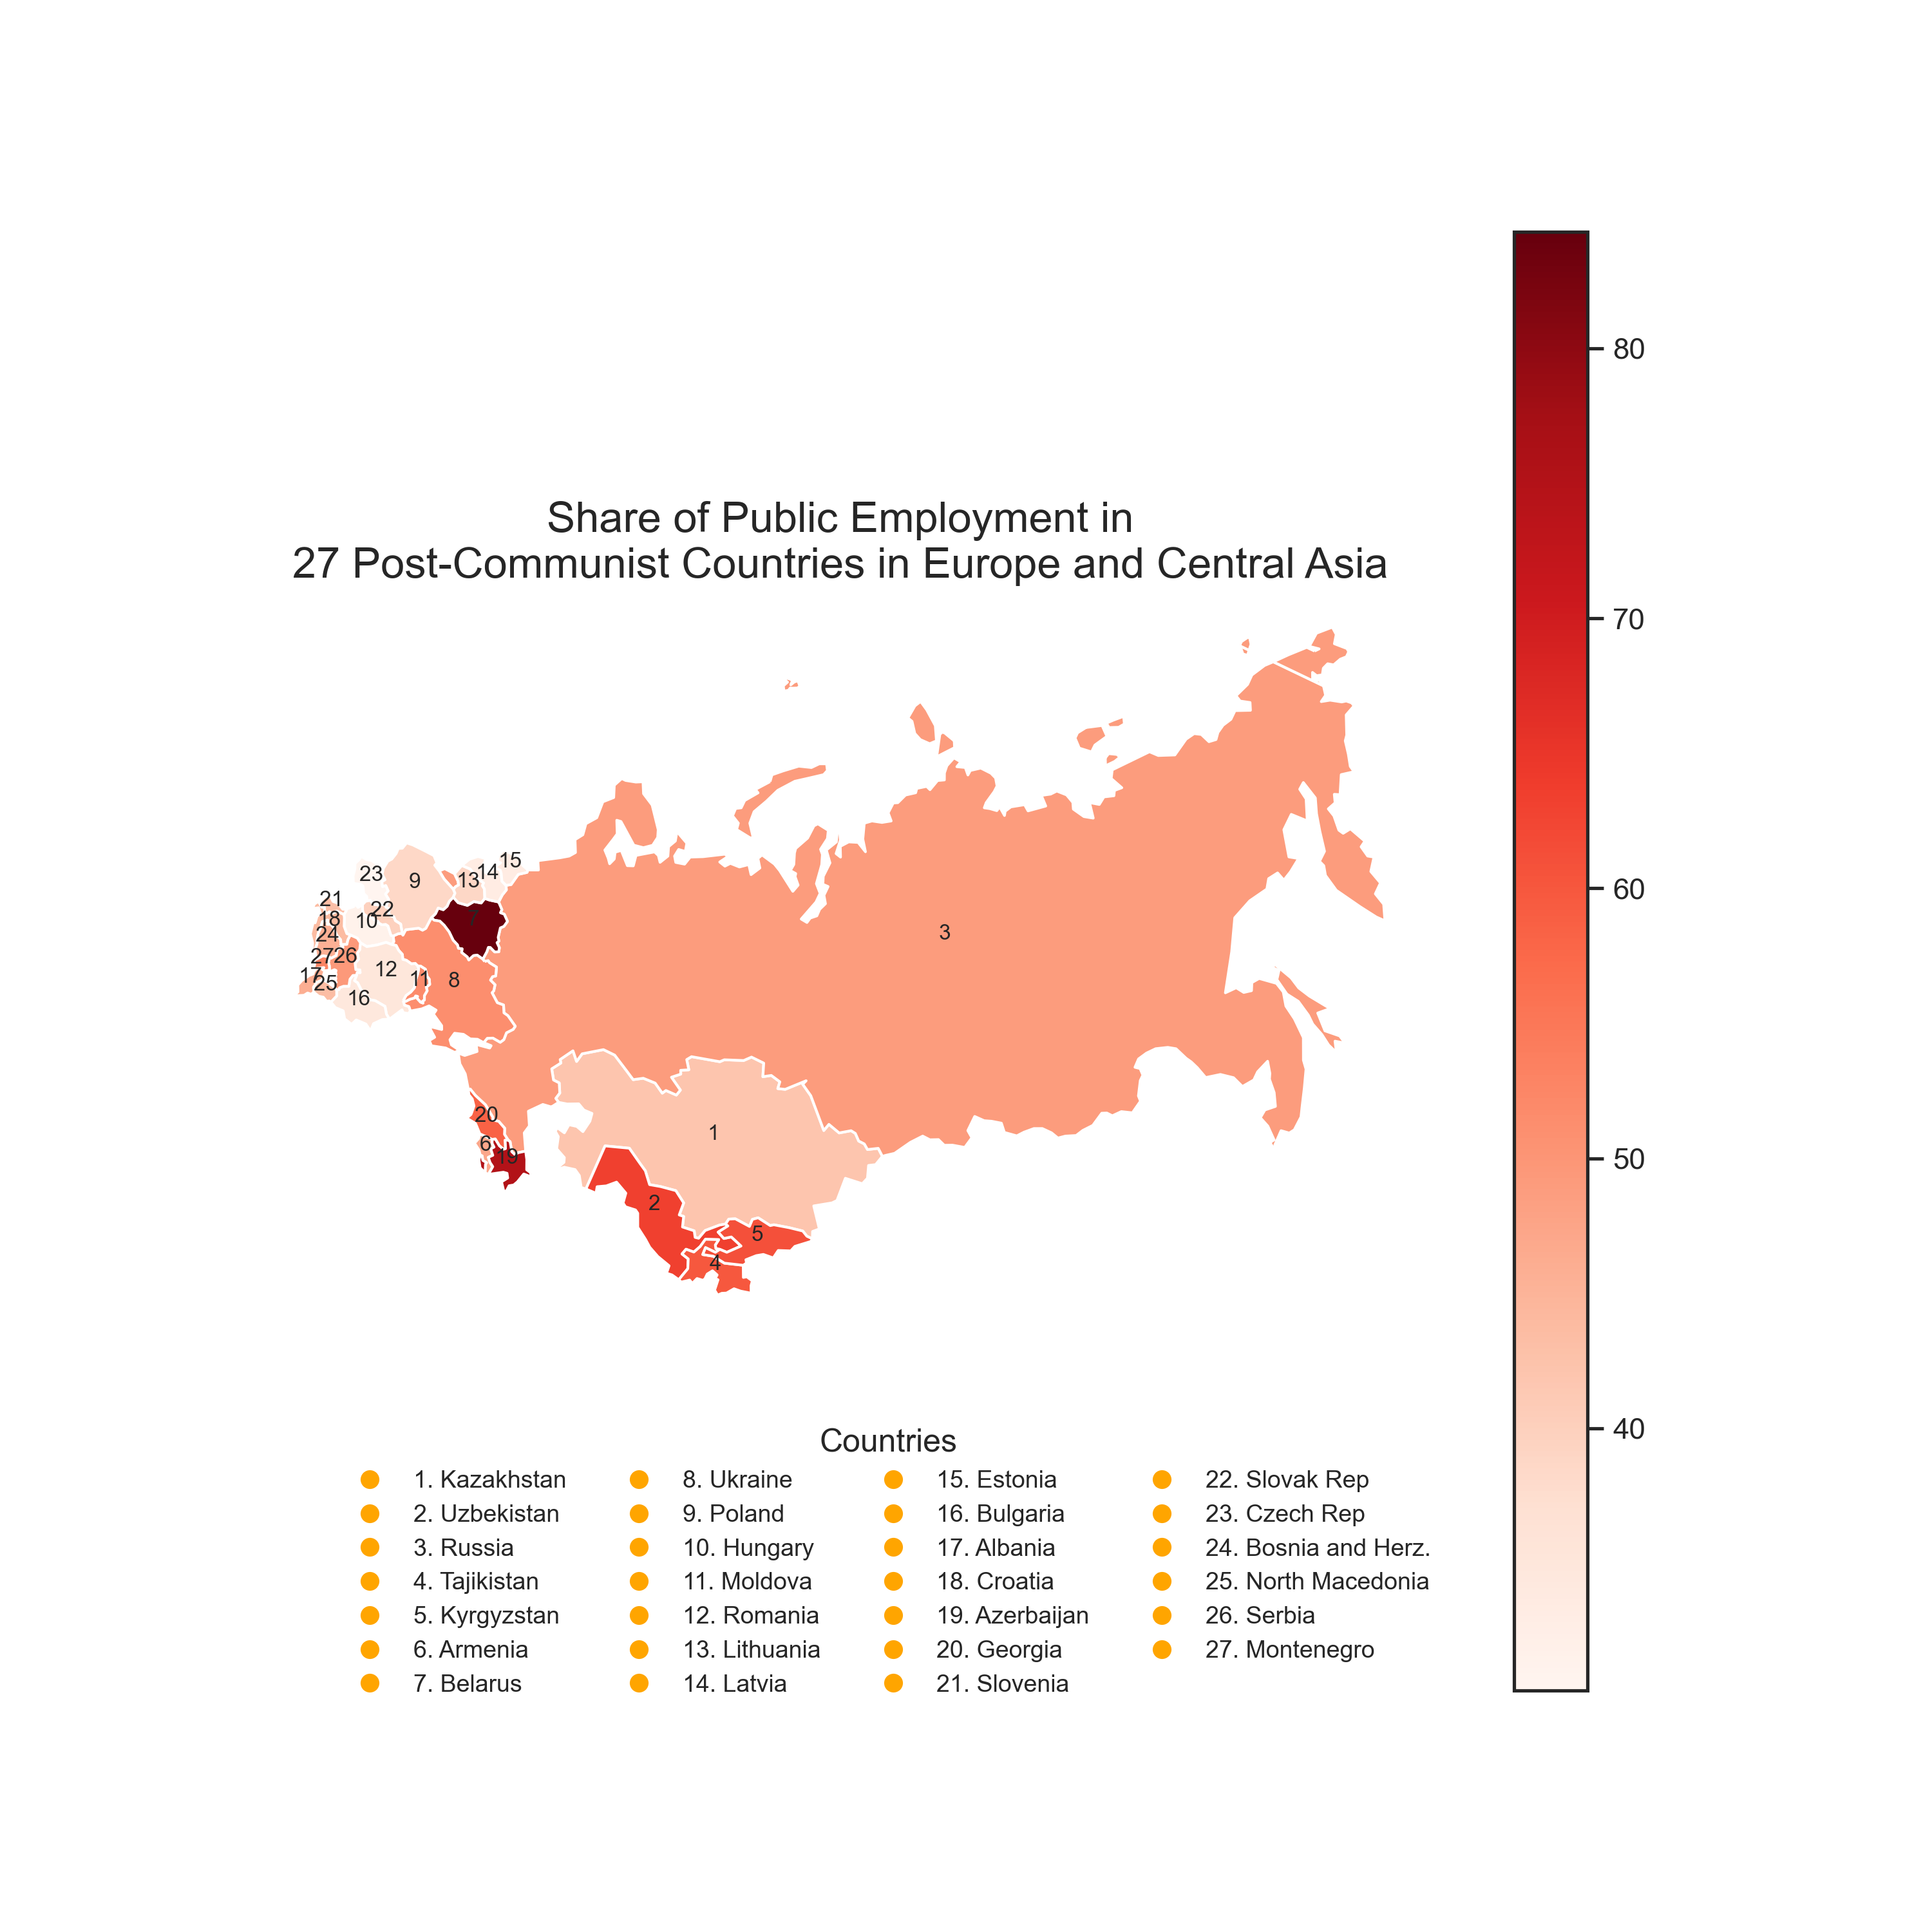 Share of Public Employment in
27 Post-Communist Countries in Europe and Central Asia
80
70
60
50
40
15
14
13
23
9
21
22
18
10
7
24
3
27
26
12
17
25
11
8
16
20
1
6
19
2
5
4
Countries
1. Kazakhstan
2. Uzbekistan
3. Russia
4. Tajikistan
5. Kyrgyzstan
6. Armenia
7. Belarus
8. Ukraine
9. Poland
10. Hungary
11. Moldova
12. Romania
13. Lithuania
14. Latvia
15. Estonia
16. Bulgaria
17. Albania
18. Croatia
19. Azerbaijan
20. Georgia
21. Slovenia
22. Slovak Rep
23. Czech Rep
24. Bosnia and Herz.
25. North Macedonia
26. Serbia
27. Montenegro